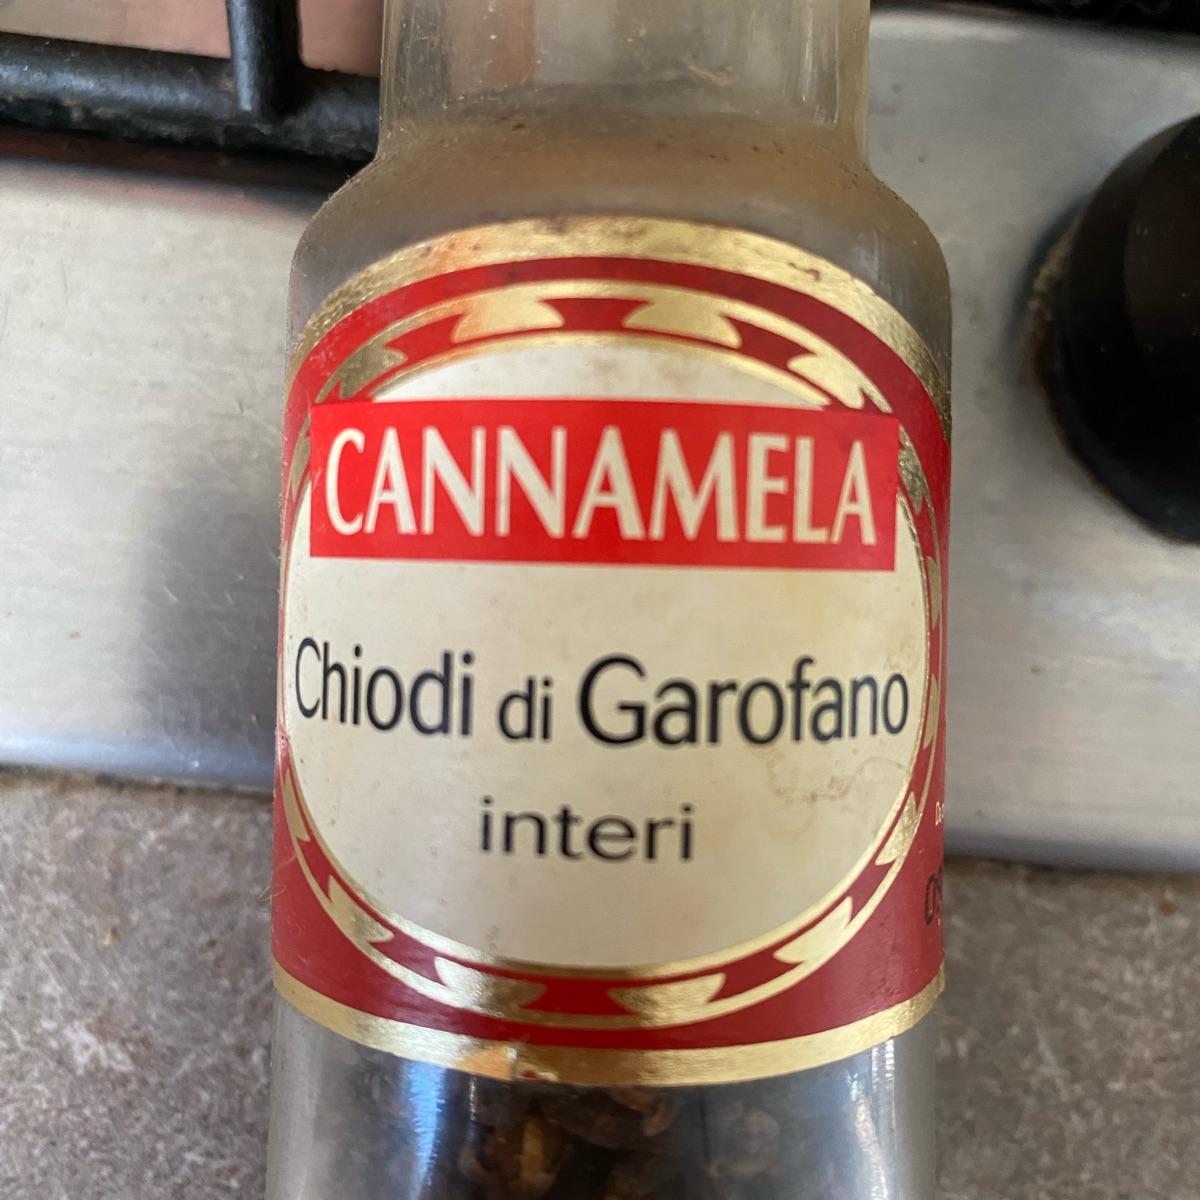 CANNAMELA
Chiodi di Garofano
interi